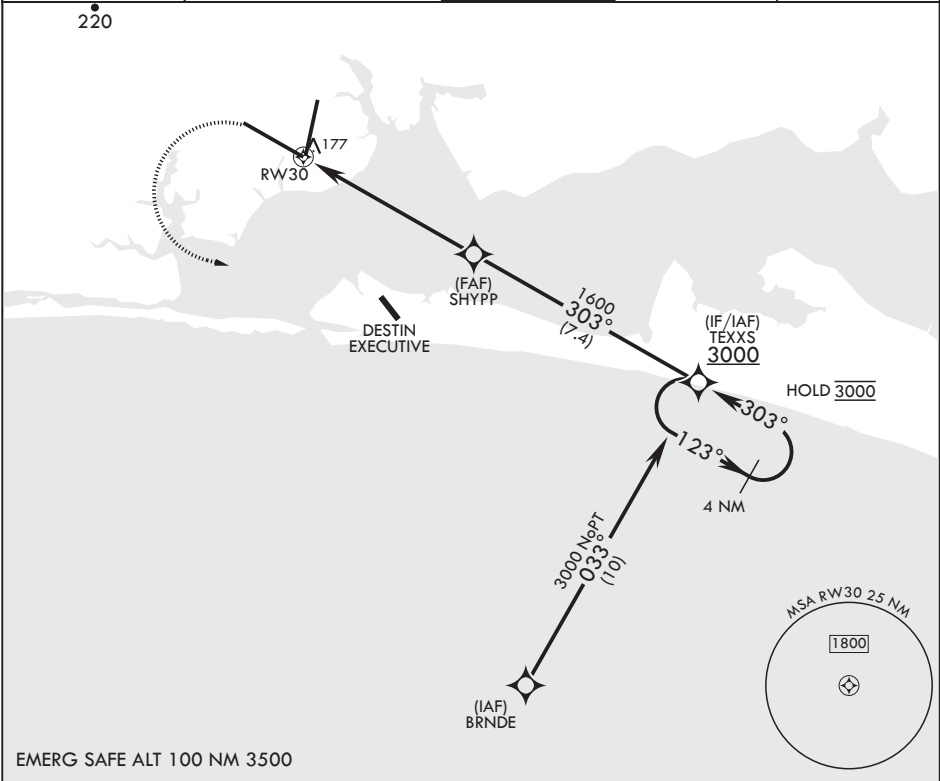 220
177
RW30
(FAF)
SHYPP
DESTIN
EXECUTIVE
1600
303°
(7.4)
(IF/IAF)
TEXXS
3000
HOLD 3000
303°
123°
4 NM
3000 NoPT
033°
(10)
(IAF)
BRNDE
MSA RW30 25 NM
1800
EMERG SAFE ALT 100 NM 3500